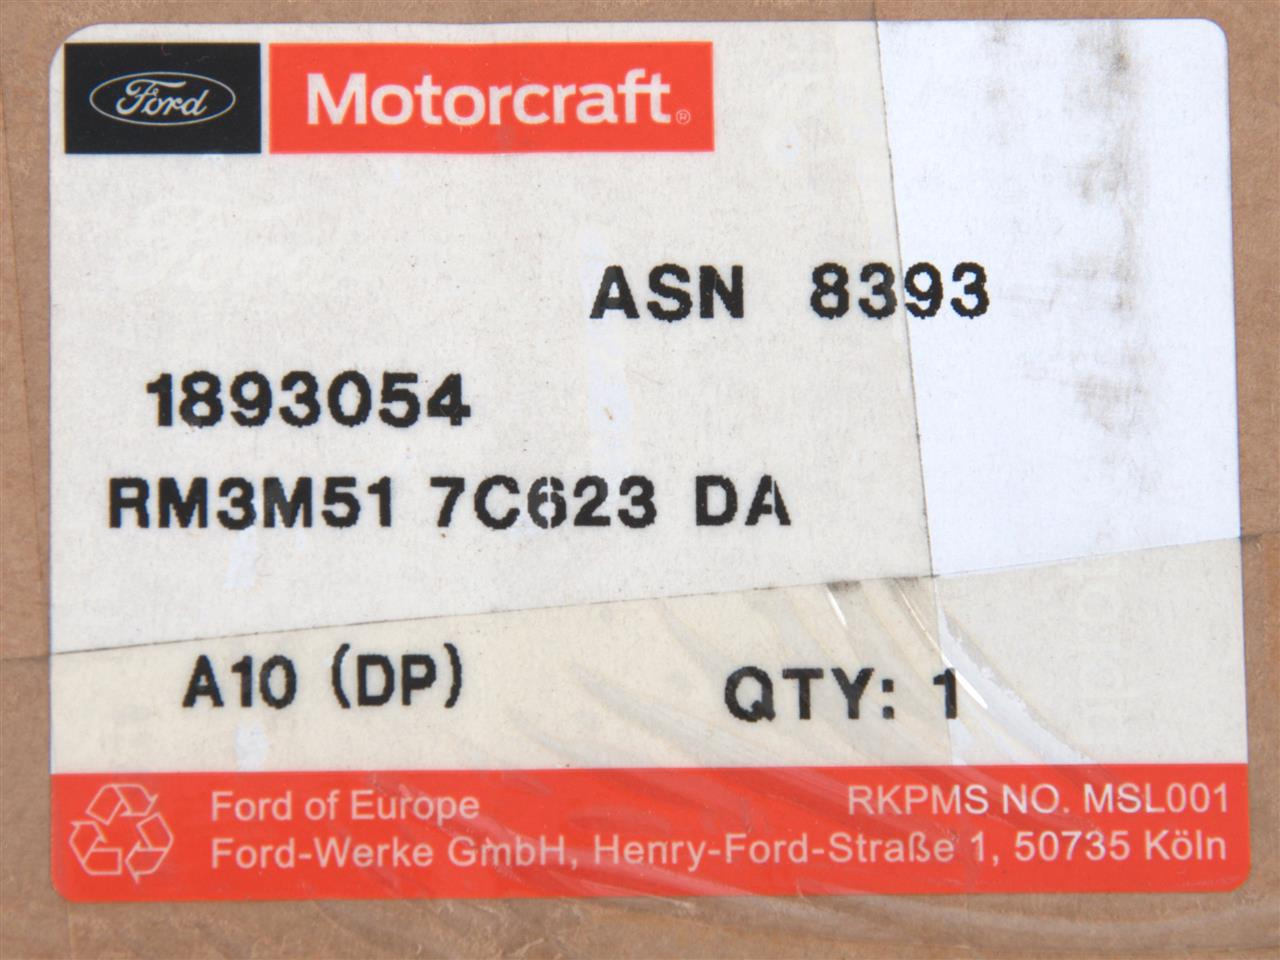 Ford Motorcraft®
ASN 8393
1893054
RM3M51 7C623 DA
A10 (DP) QTY: 1
Ford of Europe RKPMS NO. MSL001
Ford-Werke GmbH, Henry-Ford-Straße 1, 50735 Köln